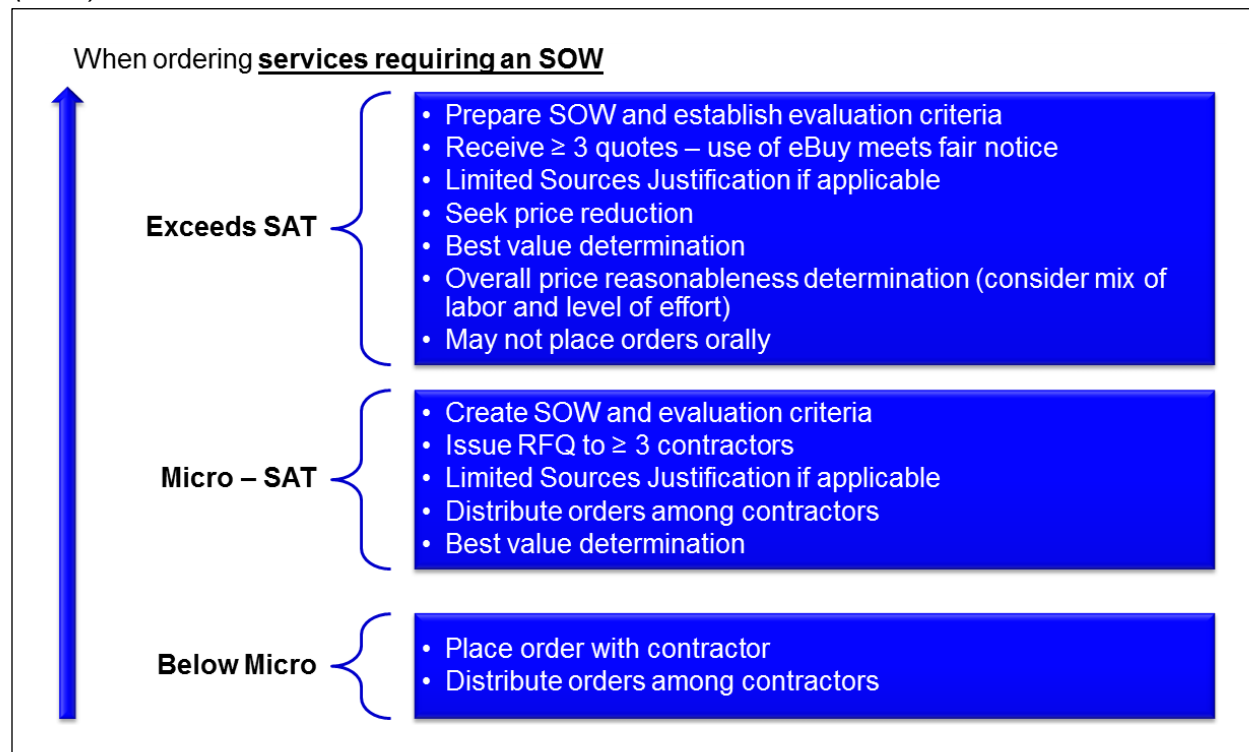 When ordering services requiring an SOW
Exceeds SAT
• Prepare SOW and establish evaluation criteria
• Receive ≥ 3 quotes – use of eBuy meets fair notice
• Limited Sources Justification if applicable
• Seek price reduction
• Best value determination
• Overall price reasonableness determination (consider mix of
labor and level of effort)
• May not place orders orally
Micro – SAT
• Create SOW and evaluation criteria
• Issue RFQ to ≥ 3 contractors
• Limited Sources Justification if applicable
• Distribute orders among contractors
• Best value determination
Below Micro
• Place order with contractor
• Distribute orders among contractors